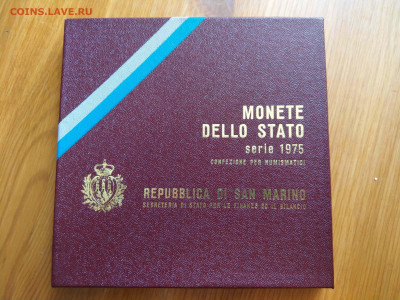 COINS.LAVE.RU
MONETE
DELLO STATO
serie 1975
CONFEZIONE PER NUMISMATICI
REPUBBLICA DI SAN MARINO
SEGRETERIA DI STATO PER LE FINANZE ED IL BILANCIO